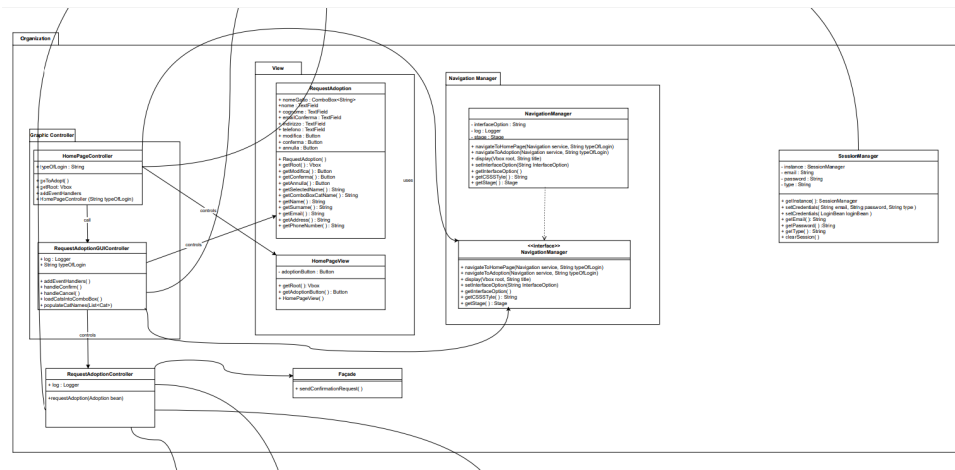 Organization
View
RequestAdoption
+ nomeGatto : ComboBox<String>
+nome : TextField
+ cognome : TextField
+ emailConferma : TextField
+ indirizzo : TextField
+ telefono : TextField
+ modifica : Button
+ conferma : Button
+ annulla : Button
+ RequestAdoption( )
+ getRoot( ) : Vbox
+ getModifica( ) : Button
+ getConferma( ) : Button
+ getAnnulla( ) : Button
+ getSelectedName( ) : String
+ getComboBoxCatName( ) : String
+ getName( ) : String
+ getSurname( ) : String
+ getEmail( ) : String
+ getAddress( ) : String
+ getPhoneNumber( ) : String
HomePageView
- adoptionButton : Button
+ getRoot( ): Vbox
+ getAdoptionButton( ) : Button
+ HomePageView( )
Navigation Manager
NavigationManager
- interfaceOption : String
- log : Logger
- stage : Stage
+ navigateToHomePage(Navigation service, String typeOfLogin)
+ navigateToAdoption(Navigation service, String typeOfLogin)
+ display(Vbox root, String title)
+ setInterfaceOption(String InterfaceOption)
+ getInterfaceOption( )
+ getCSSSTyle( ) : String
+ getStage( ) : Stage
<<interface>>
NavigationManager
+ navigateToHomePage(Navigation service, String typeOfLogin)
+ navigateToAdoption(Navigation service, String typeOfLogin)
+ display(Vbox root, String title)
+ setInterfaceOption(String InterfaceOption)
+ getInterfaceOption( )
+ getCSSSTyle( ) : String
+ getStage( ) : Stage
SessionManager
- instance : SessionManager
- email : String
- password : String
- type : String
+ getInstance( ): SessionManager
+ setCredentials( String email, String password, String type )
+ setCredentials( LoginBean loginBean )
+ getEmail( ) : String
+ getPassword( ) : String
+ getType( ) : String
+ clearSession( )
Graphic Controller
HomePageController
+ typeOfLogin : String
+ goToAdopt( )
+ getRoot: Vbox
+ addEventHandlers
+ HomePageController (String typeOfLogin)
call
RequestAdoptionGUIController
+ log : Logger
+ String typeOfLogin
+ addEventHandlers( )
+ handleConfirm( )
+ handleCancel( )
+ loadCatsIntoComboBox( )
+ populateCatNames(List<Cat>)
controls
controls
controls
uses
RequestAdoptionController
+ log : Logger
+requestAdoption(Adoption bean)
Façade
+ sendConfirmationRequest( )